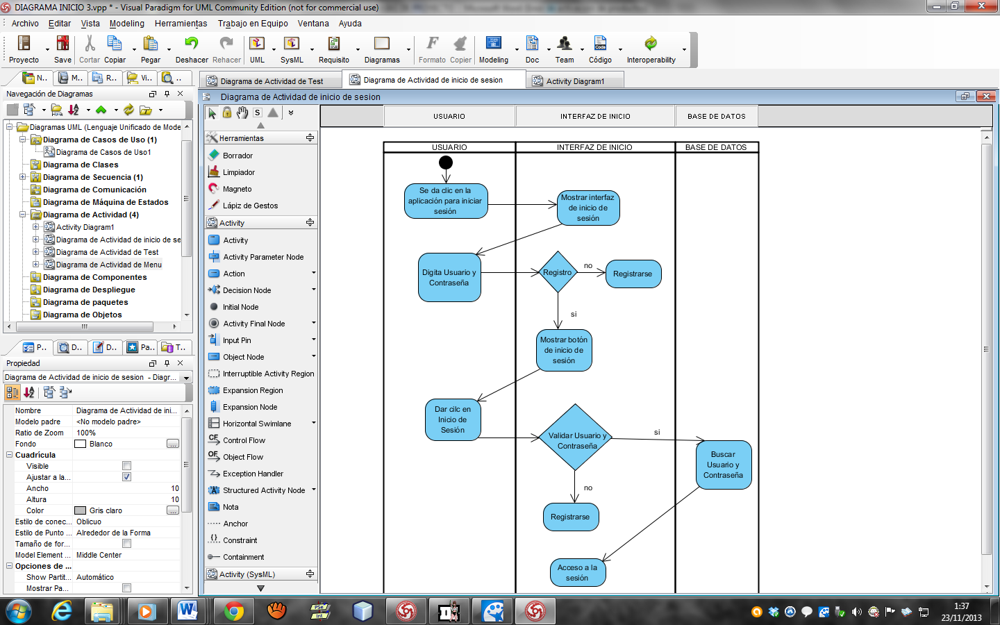 DIAGRAMA INICIO 3.vpp * - Visual Paradigm for UML Community Edition (not for commercial use)
Archivo Editar Vista Modeling Herramientas Trabajo en Equipo Ventana Ayuda
Proyecto Save Cortar Copiar Pegar Deshacer Rehacer UML SysML Requisito Diagramas Formato Copier Modeling Doc Team Código Interoperability
N.. M... R... Vi... ..
Navegación de Diagramas
Diagramas UML (Lenguaje Unificado de Mode
Diagrama de Casos de Uso (1)
Diagrama de Casos de Uso1
Diagrama de Clases
Diagrama de Secuencia (1)
Diagrama de Comunicación
Diagrama de Máquina de Estados
Diagrama de Actividad (4)
Activity Diagram1
Diagrama de Actividad de inicio de se
Diagrama de Actividad de Test
Diagrama de Actividad de Menu
Diagrama de Componentes
Diagrama de Despliegue
Diagrama de paquetes
Diagrama de Objetos
P.. D.. D.. Pa.. T..
Propiedad
Diagrama de Actividad de inicio de sesion - Diagr...
Nombre Diagrama de Actividad de ini...
Modelo padre <No modelo padre>
Ratio de Zoom 100%
Fondo Blanco ...
Cuadrícula
Visible
Ajustar a la...
Ancho 10
Altura 10
Color Gris claro ...
Estilo de conec... Oblicuo
Estilo de Punto ... Alrededor de la Forma
Tamaño de for...
Model Element ... Middle Center
Opciones de ...
Show Partit... Automático
Mostrar Pa...
Diagrama de Actividad de Test
Diagrama de Actividad de inicio de sesion
Activity Diagram1
Diagrama de Actividad de inicio de sesion
S
Herramientas
Borrador
Limpiador
Magneto
Lápiz de Gestos
Activity
Activity
Activity Parameter Node
Action
Decision Node
Initial Node
Activity Final Node
Input Pin
Object Node
Interruptible Activity Region
Expansion Region
Expansion Node
Horizontal Swimlane
CF Control Flow
OF Object Flow
Exception Handler
Structured Activity Node
Nota
Anchor
{} Constraint
Containment
Activity (SysML)
USUARIO INTERFAZ DE INICIO BASE DE DATOS
USUARIO INTERFAZ DE INICIO BASE DE DATOS
Se da clic en la
aplicación para iniciar
sesión
Mostrar interfaz
de inicio de
sesión
Digita Usuario y
Contraseña
Registro
no
Registrarse
si
Mostrar botón
de inicio de
sesión
Dar cilc en
Inicio de
Sesión
Validar Usuario y
Contraseña
si
Buscar
Usuario y
Contraseña
no
Registrarse
Acceso a la
sesión
PSe
Int
1:37
23/11/2013